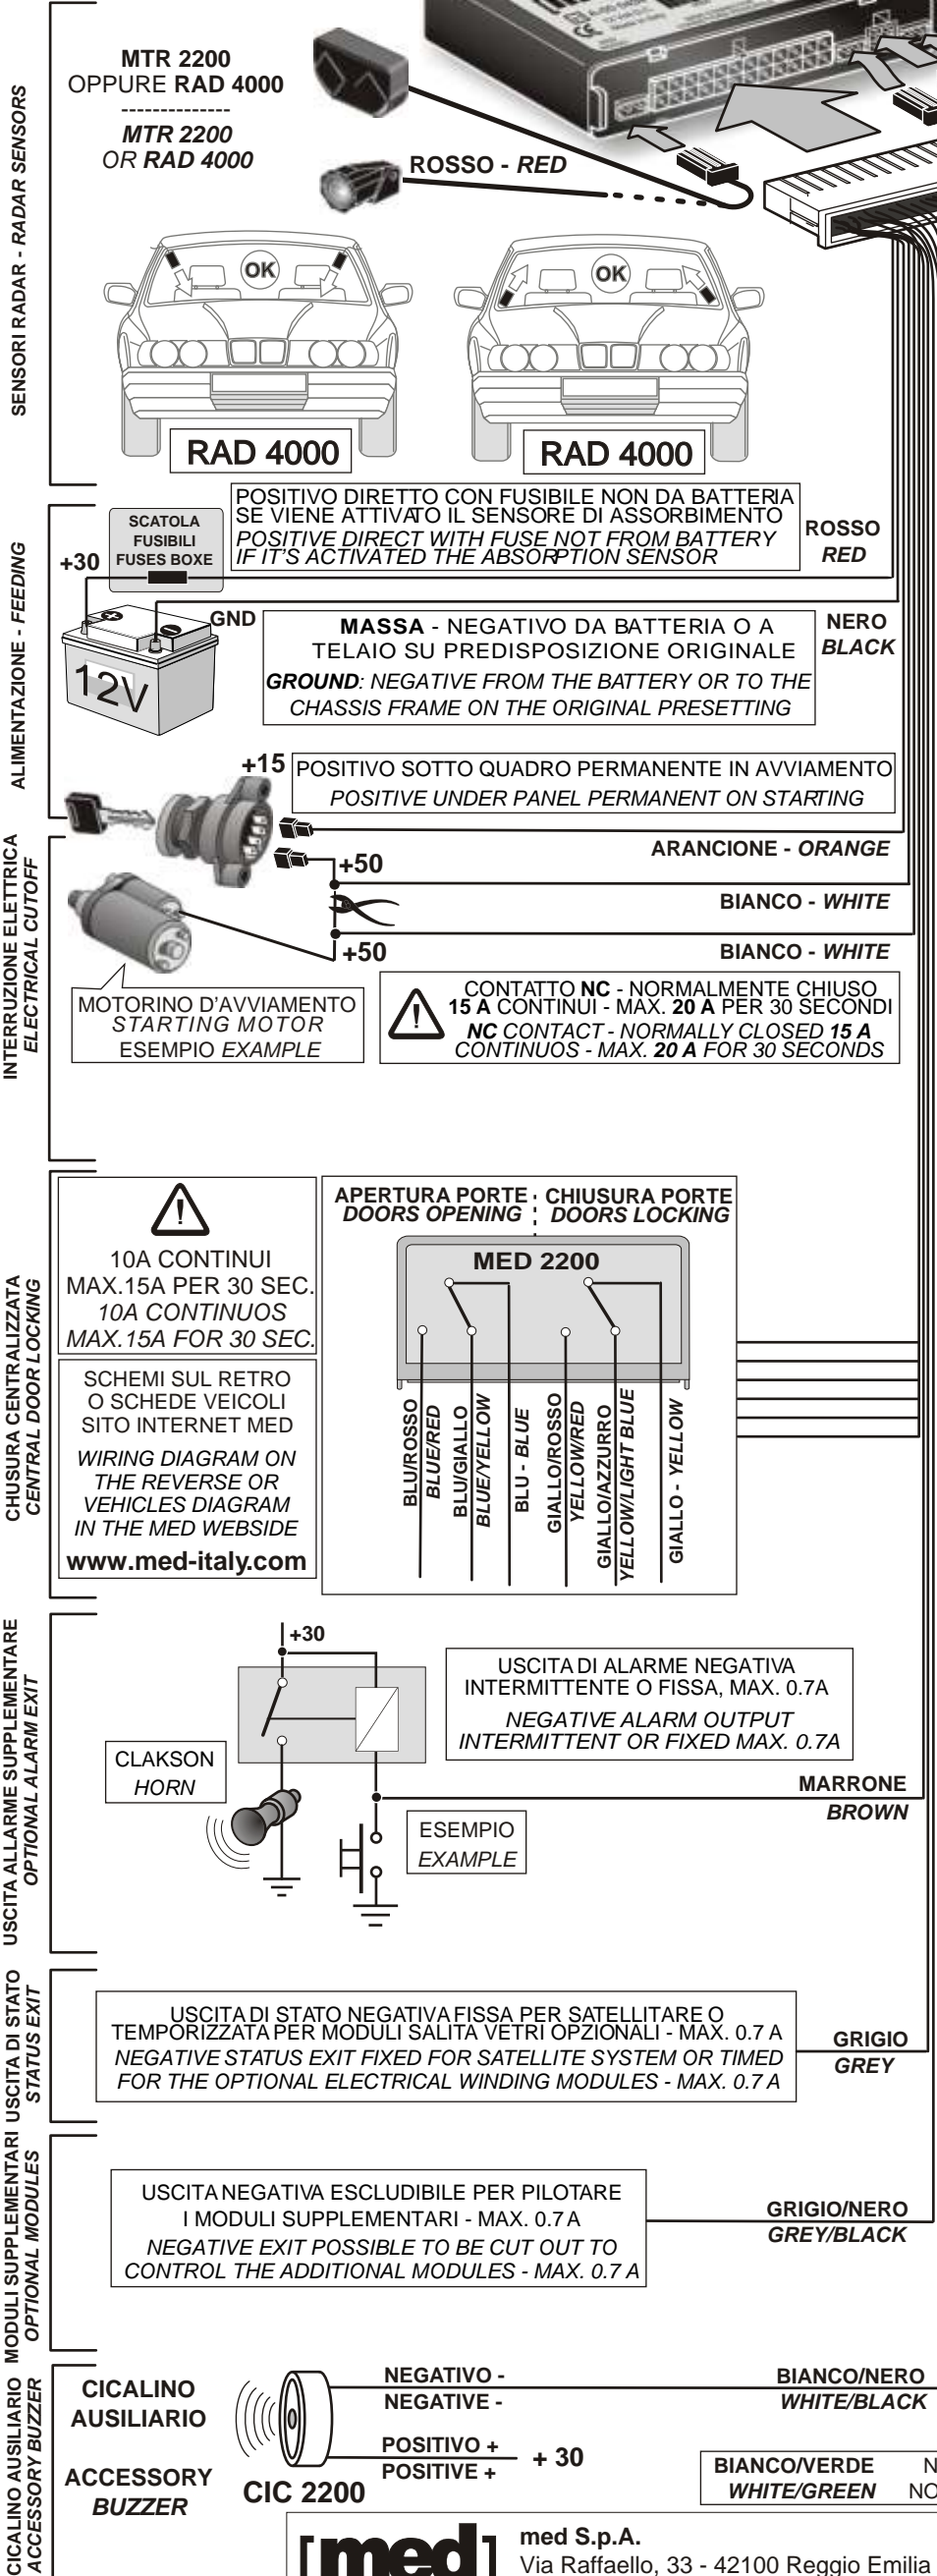 SENSORI RADAR - RADAR SENSORS
MTR 2200
OPPURE RAD 4000
--------------
MTR 2200
OR RAD 4000
ROSSO - RED
OK
OK
RAD 4000
RAD 4000
ALIMENTAZIONE - FEEDING
SCATOLA
FUSIBILI
FUSES BOXE
+30
POSITIVO DIRETTO CON FUSIBILE NON DA BATTERIA
SE VIENE ATTIVATO IL SENSORE DI ASSORBIMENTO
POSITIVE DIRECT WITH FUSE NOT FROM BATTERY
IF IT'S ACTIVATED THE ABSORPTION SENSOR
ROSSO
RED
GND
12V
MASSA - NEGATIVO DA BATTERIA O A
TELAIO SU PREDISPOSIZIONE ORIGINALE
GROUND: NEGATIVE FROM THE BATTERY OR TO THE
CHASSIS FRAME ON THE ORIGINAL PRESETTING
NERO
BLACK
+15
POSITIVO SOTTO QUADRO PERMANENTE IN AVVIAMENTO
POSITIVE UNDER PANEL PERMANENT ON STARTING
ARANCIONE - ORANGE
INTERRUZIONE ELETTRICA
ELECTRICAL CUTOFF
+50
BIANCO - WHITE
+50
BIANCO - WHITE
MOTORINO D'AVVIAMENTO
STARTING MOTOR
ESEMPIO EXAMPLE
CONTATTO NC - NORMALMENTE CHIUSO
15 A CONTINUI - MAX. 20 A PER 30 SECONDI
NC CONTACT - NORMALLY CLOSED 15 A
CONTINUOS - MAX. 20 A FOR 30 SECONDS
CHUSURA CENTRALIZZATA
CENTRAL DOOR LOCKING
10A CONTINUI
MAX.15A PER 30 SEC.
10A CONTINUOS
MAX.15A FOR 30 SEC.
SCHEMI SUL RETRO
O SCHEDE VEICOLI
SITO INTERNET MED
WIRING DIAGRAM ON
THE REVERSE OR
VEHICLES DIAGRAM
IN THE MED WEBSIDE
www.med-italy.com
APERTURA PORTE
DOORS OPENING
CHIUSURA PORTE
DOORS LOCKING
MED 2200
BLU/ROSSO
BLUE/RED
BLU/GIALLO
BLUE/YELLOW
BLU - BLUE
GIALLO/ROSSO
YELLOW/RED
GIALLO/AZZURRO
YELLOW/LIGHT BLUE
GIALLO - YELLOW
USCITA ALLARME SUPPLEMENTARE
OPTIONAL ALARM EXIT
+30
USCITA DI ALARME NEGATIVA
INTERMITTENTE O FISSA, MAX. 0.7A
NEGATIVE ALARM OUTPUT
INTERMITTENT OR FIXED MAX. 0.7A
CLAKSON
HORN
MARRONE
BROWN
ESEMPIO
EXAMPLE
USCITA DI STATO
STATUS EXIT
USCITA DI STATO NEGATIVA FISSA PER SATELLITARE O
TEMPORIZZATA PER MODULI SALITA VETRI OPZIONALI - MAX. 0.7 A
NEGATIVE STATUS EXIT FIXED FOR SATELLITE SYSTEM OR TIMED
FOR THE OPTIONAL ELECTRICAL WINDING MODULES - MAX. 0.7 A
GRIGIO
GREY
MODULI SUPPLEMENTARI
OPTIONAL MODULES
USCITA NEGATIVA ESCLUDIBILE PER PILOTARE
I MODULI SUPPLEMENTARI - MAX. 0.7 A
NEGATIVE EXIT POSSIBLE TO BE CUT OUT TO
CONTROL THE ADDITIONAL MODULES - MAX. 0.7 A
GRIGIO/NERO
GREY/BLACK
CICALINO AUSILIARIO
ACCESSORY BUZZER
CICALINO
AUSILIARIO
ACCESSORY
BUZZER
CIC 2200
NEGATIVO -
NEGATIVE -
POSITIVO +
POSITIVE +
+ 30
BIANCO/NERO
WHITE/BLACK
BIANCO/VERDE N
WHITE/GREEN NO
[med]
med S.p.A.
Via Raffaello, 33 - 42100 Reggio Emilia